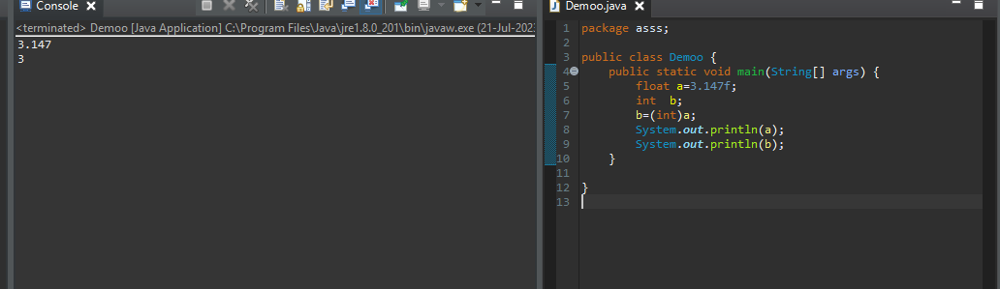 Console
<terminated> Demoo [Java Application] C:\Program Files\Java\jre1.8.0_201\bin\javaw.exe (21-Jul-202
3.147
3
Demoo.java
1 package asss;
2
3 public class Demoo {
4 public static void main(String[] args) {
5 float a=3.147f;
6 int  b;
7 b=(int)a;
8 System.out.println(a);
9 System.out.println(b);
10 }
11
12 }
13